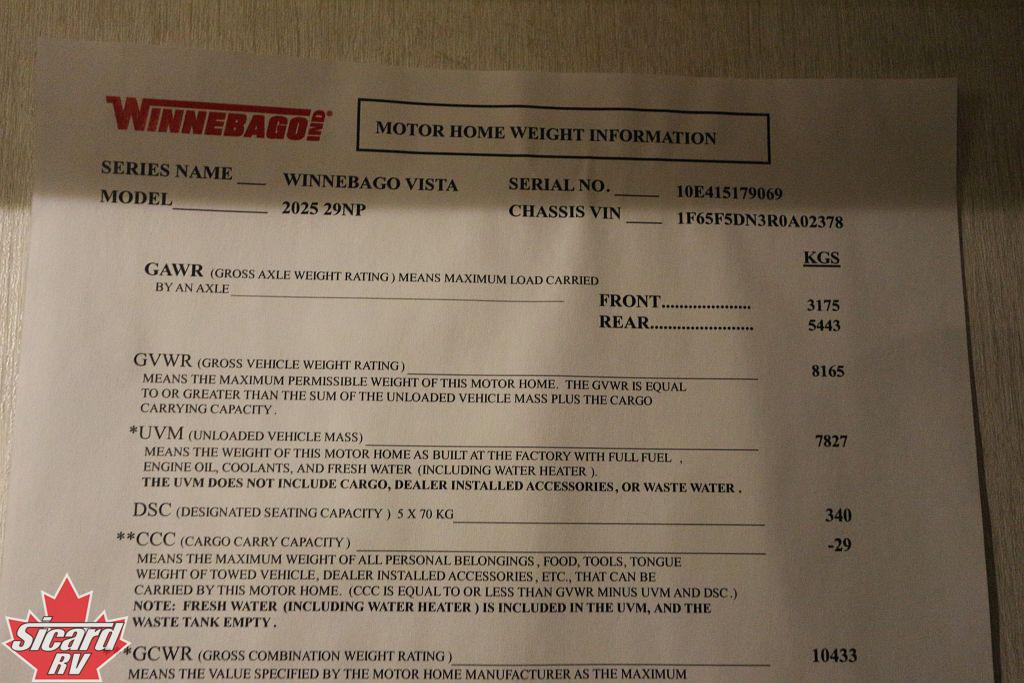 WINNEBAGO IND®
MOTOR HOME WEIGHT INFORMATION
SERIES NAME ___ WINNEBAGO VISTA
SERIAL NO. _____ 10E415179069
MODEL__________ 2025 29NP
CHASSIS VIN ____ 1F65F5DN3R0A02378
KGS
GAWR (GROSS AXLE WEIGHT RATING ) MEANS MAXIMUM LOAD CARRIED
BY AN AXLE
FRONT.................... 3175
REAR....................... 5443
GVWR (GROSS VEHICLE WEIGHT RATING ) 8165
MEANS THE MAXIMUM PERMISSIBLE WEIGHT OF THIS MOTOR HOME. THE GVWR IS EQUAL
TO OR GREATER THAN THE SUM OF THE UNLOADED VEHICLE MASS PLUS THE CARGO
CARRYING CAPACITY .
*UVM (UNLOADED VEHICLE MASS) 7827
MEANS THE WEIGHT OF THIS MOTOR HOME AS BUILT AT THE FACTORY WITH FULL FUEL ,
ENGINE OIL, COOLANTS, AND FRESH WATER (INCLUDING WATER HEATER ).
THE UVM DOES NOT INCLUDE CARGO, DEALER INSTALLED ACCESSORIES, OR WASTE WATER .
DSC (DESIGNATED SEATING CAPACITY ) 5 X 70 KG 340
**CCC (CARGO CARRY CAPACITY ) -29
MEANS THE MAXIMUM WEIGHT OF ALL PERSONAL BELONGINGS , FOOD, TOOLS, TONGUE
WEIGHT OF TOWED VEHICLE, DEALER INSTALLED ACCESSORIES , ETC., THAT CAN BE
CARRIED BY THIS MOTOR HOME. (CCC IS EQUAL TO OR LESS THAN GVWR MINUS UVM AND DSC .)
NOTE: FRESH WATER (INCLUDING WATER HEATER ) IS INCLUDED IN THE UVM, AND THE
WASTE TANK EMPTY .
*GCWR (GROSS COMBINATION WEIGHT RATING ) 10433
MEANS THE VALUE SPECIFIED BY THE MOTOR HOME MANUFACTURER AS THE MAXIMUM
Sicard
RV